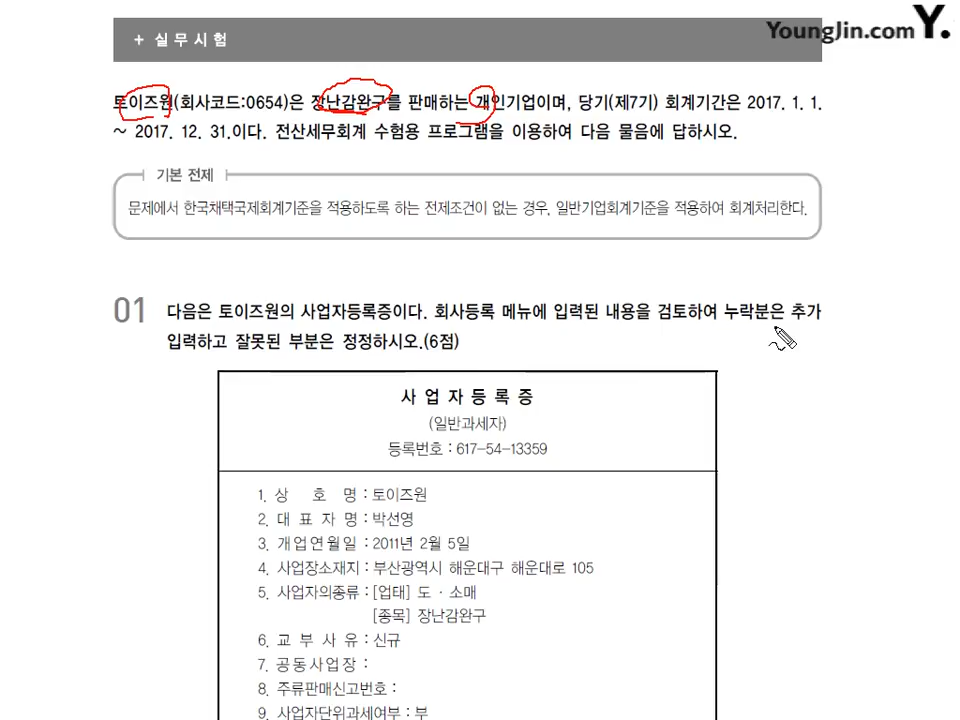 YoungJin.com Y.
+ 실무시험
토이즈원(회사코드:0654)은 장난감완구를 판매하는 개인기업이며, 당기(제7기) 회계기간은 2017. 1. 1.
~ 2017. 12. 31.이다. 전산세무회계 수험용 프로그램을 이용하여 다음 물음에 답하시오.
기본 전제
문제에서 한국채택국제회계기준을 적용하도록 하는 전제조건이 없는 경우, 일반기업회계기준을 적용하여 회계처리한다.
01 다음은 토이즈원의 사업자등록증이다. 회사등록 메뉴에 입력된 내용을 검토하여 누락분은 추가
입력하고 잘못된 부분은 정정하시오.(6점)
사 업 자 등 록 증
(일반과세자)
등록번호 : 617-54-13359
1. 상 호 명 : 토이즈원
2. 대 표 자 명 : 박선영
3. 개업연월일 : 2011년 2월 5일
4. 사업장소재지 : 부산광역시 해운대구 해운대로 105
5. 사업자의종류 : [업태] 도 · 소매
[종목] 장난감완구
6. 교 부 사 유 : 신규
7. 공동사업장 :
8. 주류판매신고번호 :
9. 사업자단위과세여부 : 부